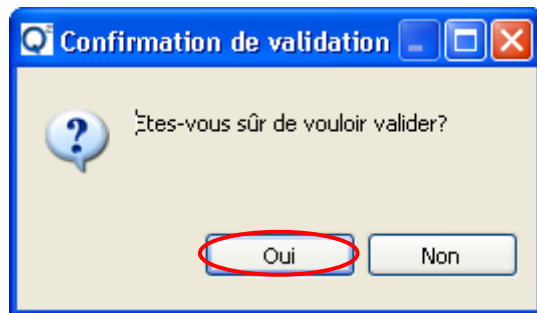 Confirmation de validation
Etes-vous sûr de vouloir valider?
Oui
Non